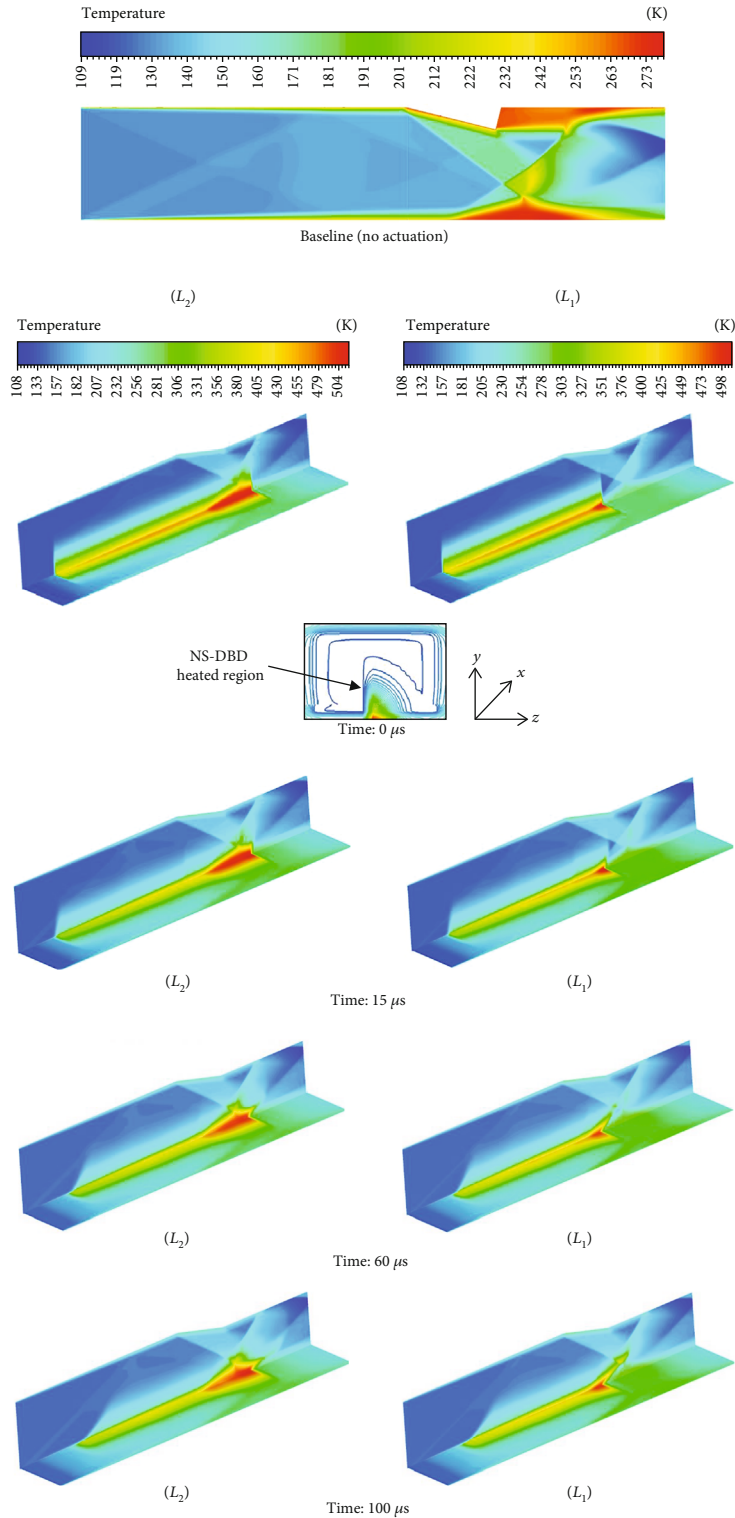 Temperature (K)
109 119 130 140 150 160 171 181 191 201 212 222 232 242 252 263 273
Baseline (no actuation)
(L₂) (L₁)
Temperature (K) Temperature (K)
108 133 157 182 207 232 256 281 306 331 356 380 405 430 455 479 504
108 132 157 181 205 230 254 278 303 327 351 376 400 425 449 473 498
NS-DBD
heated region
y
x
z
Time: 0 μs
(L₂) (L₁)
Time: 15 μs
(L₂) (L₁)
Time: 60 μs
(L₂) (L₁)
Time: 100 μs